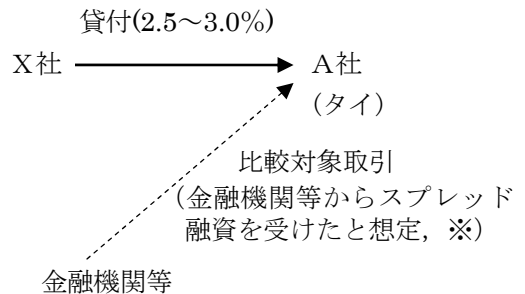 貸付(2.5～3.0％)
Ｘ社
Ａ社
(タイ)
比較対象取引
(金融機関等からスプレッド
融資を受けたと想定，※)
金融機関等